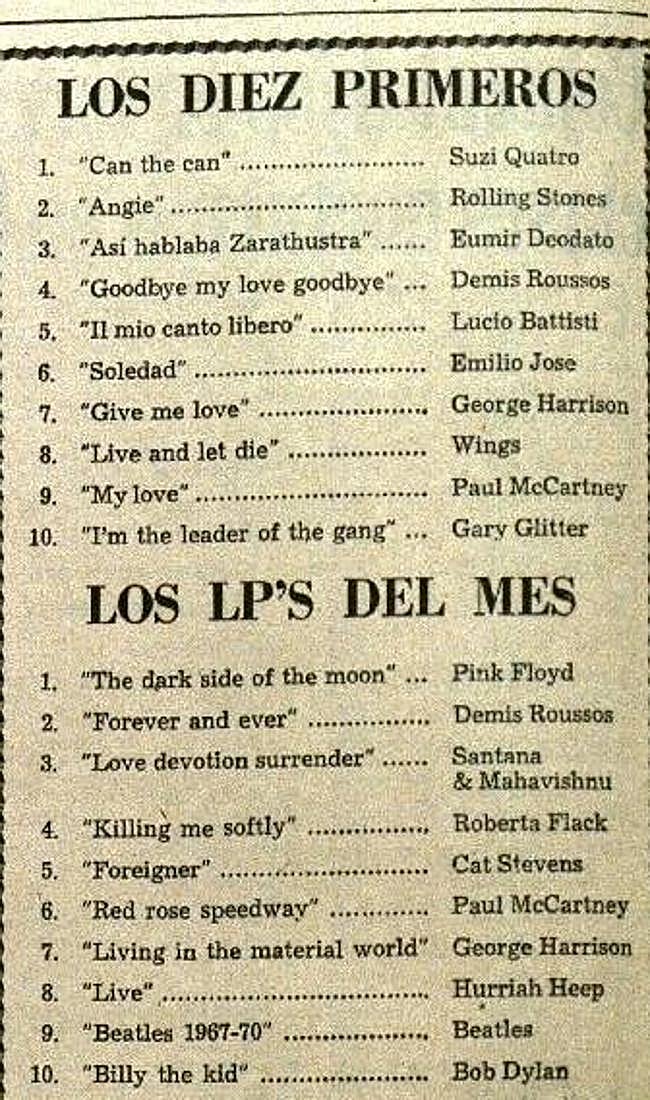 LOS DIEZ PRIMEROS
1. "Can the can" ........................ Suzi Quatro
2. "Angie" ................................. Rolling Stones
3. "Así hablaba Zarathustra" ...... Eumir Deodato
4. "Goodbye my love goodbye" ... Demis Roussos
5. "Il mio canto libero" ............... Lucio Battisti
6. "Soledad" .............................. Emilio Jose
7. "Give me love" ...................... George Harrison
8. "Live and let die" .................. Wings
9. "My love" .............................. Paul McCartney
10. "I'm the leader of the gang" ... Gary Glitter
LOS LP'S DEL MES
1. "The dark side of the moon" ... Pink Floyd
2. "Forever and ever" ................ Demis Roussos
3. "Love devotion surrender" ...... Santana
& Mahavishnu
4. "Killing me softly" ................ Roberta Flack
5. "Foreigner" ........................... Cat Stevens
6. "Red rose speedway" ............. Paul McCartney
7. "Living in the material world" George Harrison
8. "Live" ................................... Hurriah Heep
9. "Beatles 1967-70" ................... Beatles
10. "Billy the kid" ...................... Bob Dylan